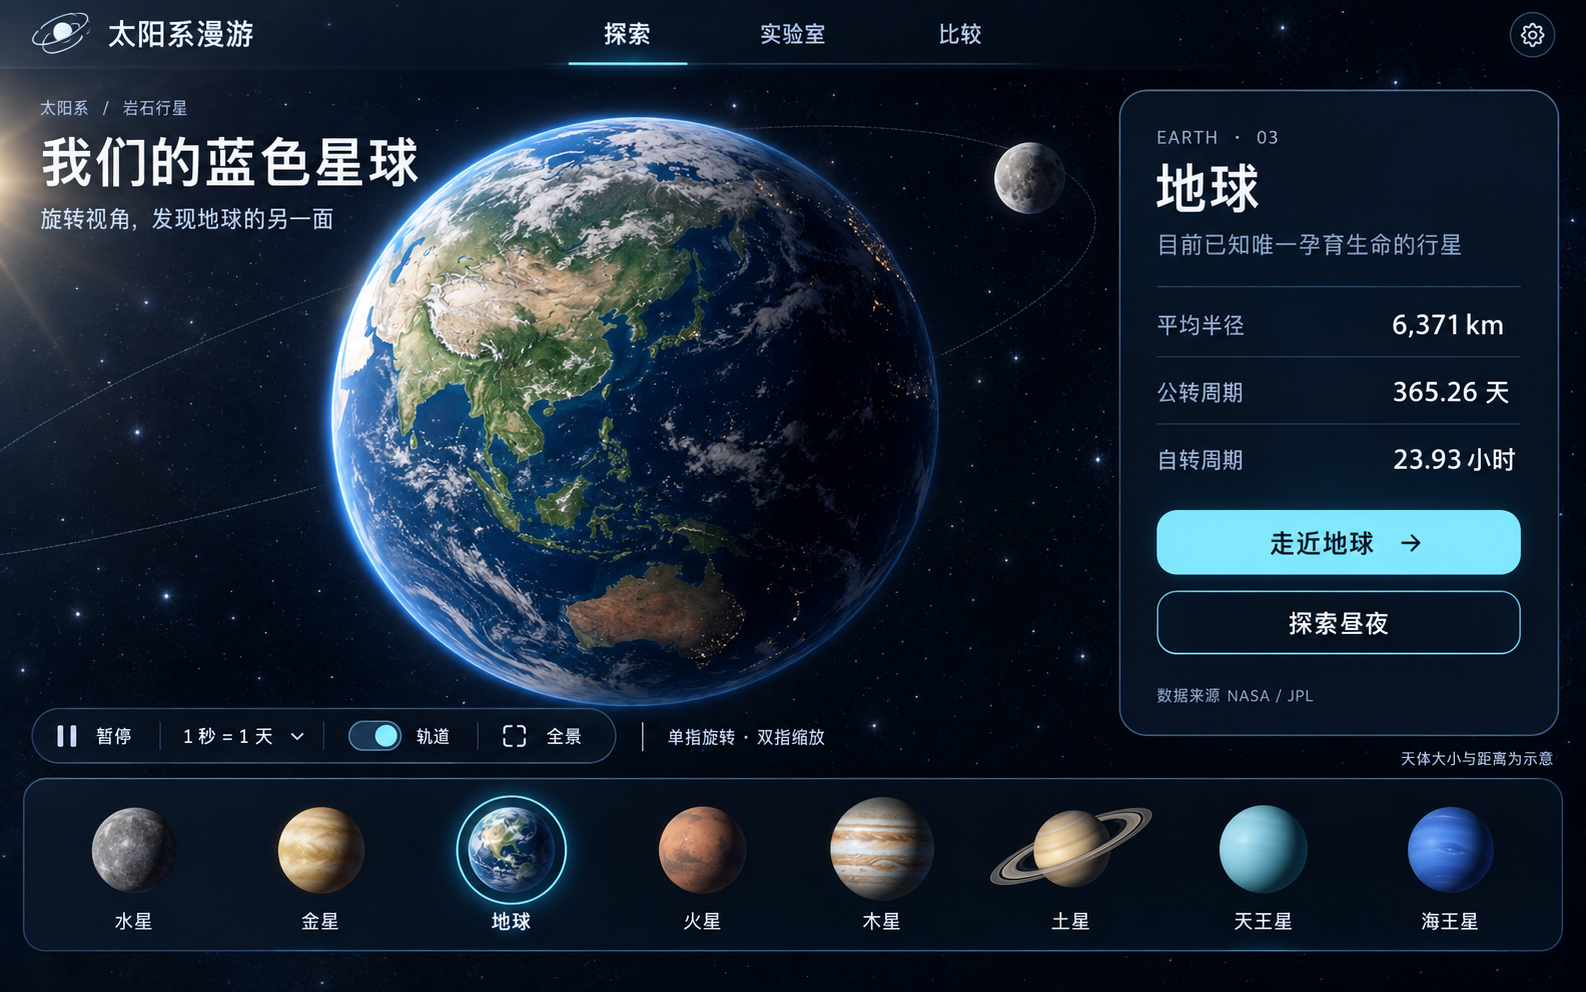 太阳系漫游
探索
实验室
比较
太阳系 / 岩石行星
我们的蓝色星球
旋转视角，发现地球的另一面
EARTH · 03
地球
目前已知唯一孕育生命的行星
平均半径 6,371 km
公转周期 365.26 天
自转周期 23.93 小时
走近地球 →
探索昼夜
数据来源 NASA / JPL
暂停
1 秒 = 1 天
轨道
全景
单指旋转 · 双指缩放
天体大小与距离为示意
水星
金星
地球
火星
木星
土星
天王星
海王星